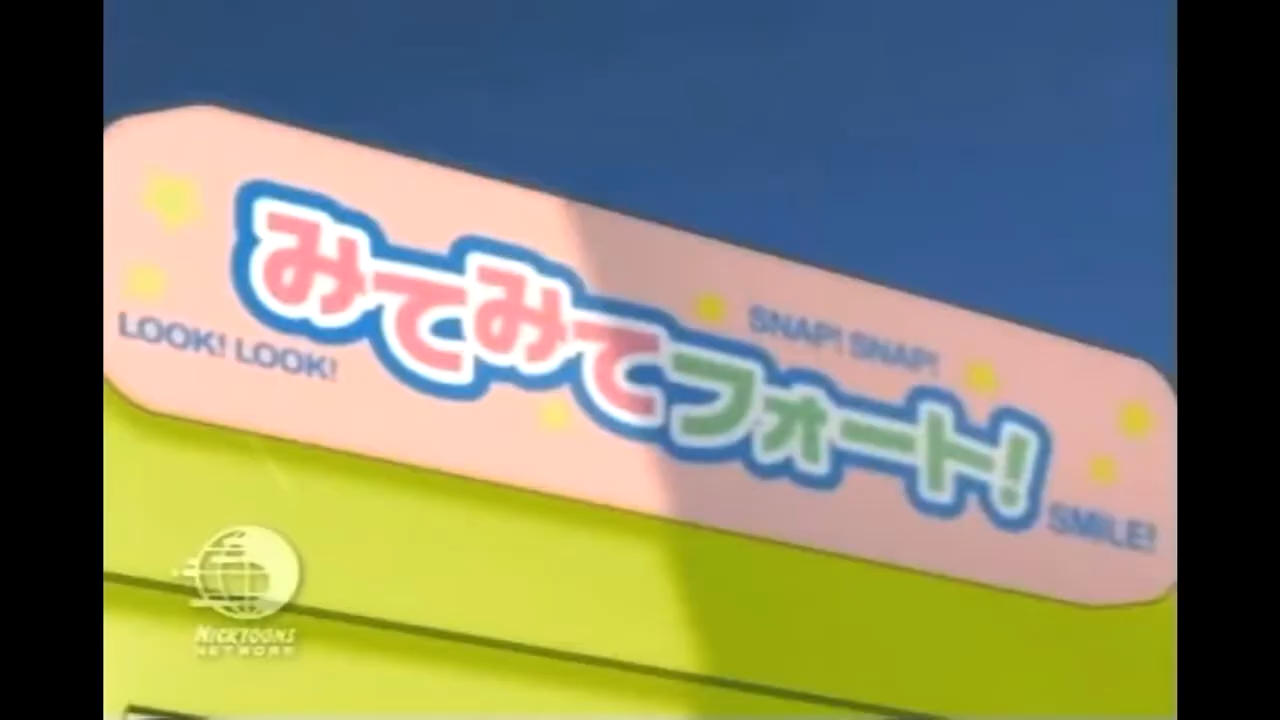 みてみてフォート!
LOOK! LOOK!
SNAP! SNAP!
SMILE!
NICKTOONS
NETWORK